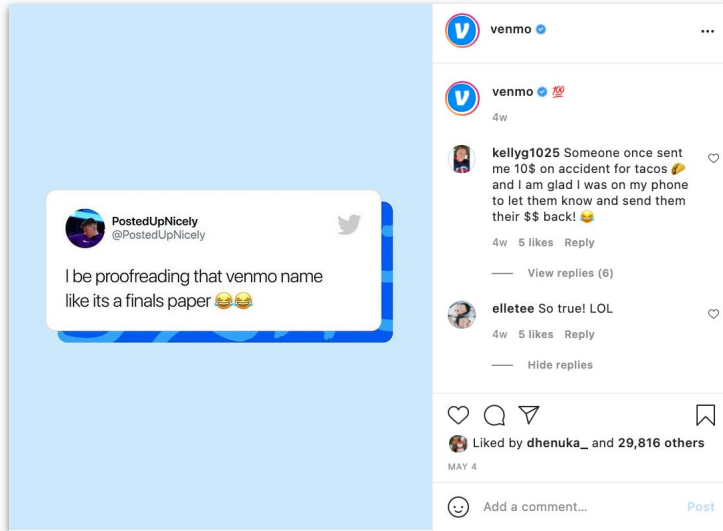 PostedUpNicely
@PostedUpNicely
I be proofreading that venmo name
like its a finals paper 😂😂
venmo
venmo 💯
4w
kellyg1025 Someone once sent
me 10$ on accident for tacos 🌮
and I am glad I was on my phone
to let them know and send them
their $$ back! 😂
4w 5 likes Reply
View replies (6)
elletee So true! LOL
4w 5 likes Reply
Hide replies
Liked by dhenuka_ and 29,816 others
MAY 4
Add a comment... Post